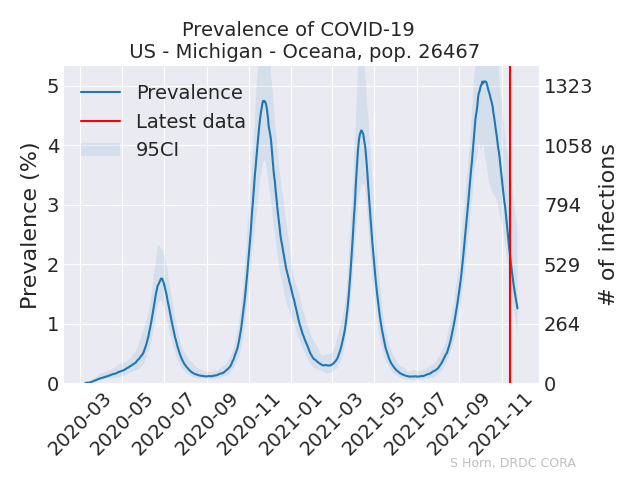 Prevalence of COVID-19
US - Michigan - Oceana, pop. 26467
Prevalence
Latest data
95CI
Prevalence (%)
5
4
3
2
1
0
1323
1058
794
529
264
0
# of infections
2020-03
2020-05
2020-07
2020-09
2020-11
2021-01
2021-03
2021-05
2021-07
2021-09
2021-11
S Horn, DRDC CORA